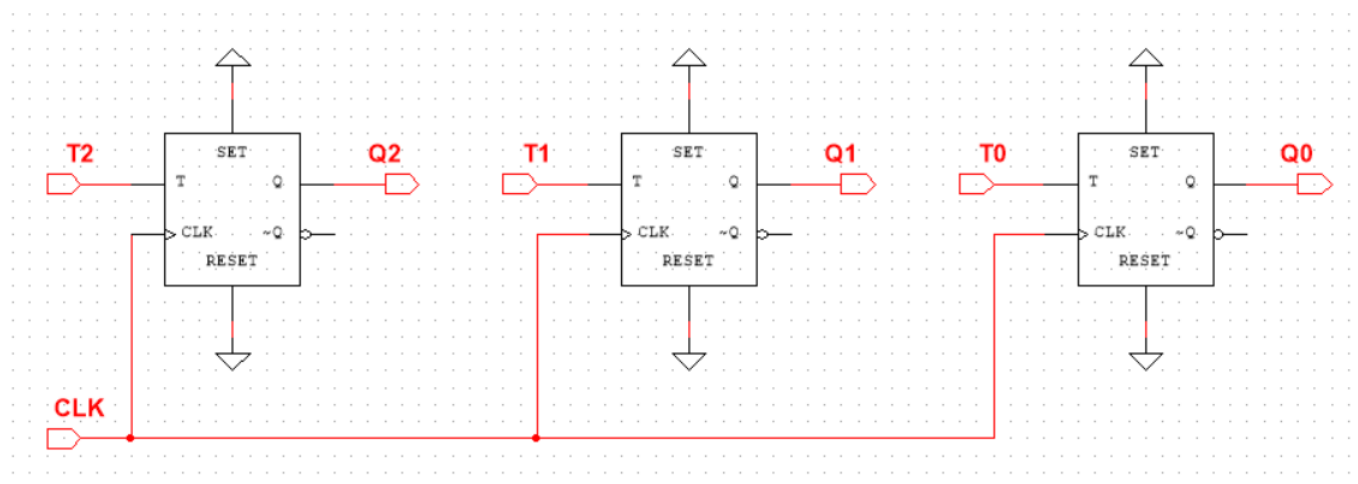 SET SET SET
T2 Q2 T1 Q1 T0 Q0
T Q T Q T Q
CLK ~Q CLK ~Q CLK ~Q
RESET RESET RESET
CLK